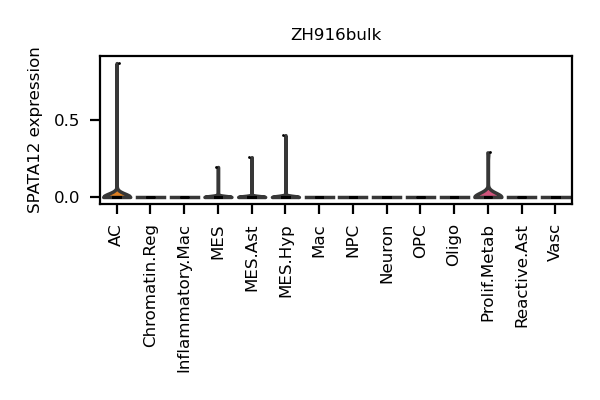 ZH916bulk
SPATA12 expression
0.5
0.0
AC
Chromatin.Reg
Inflammatory.Mac
MES
MES.Ast
MES.Hyp
Mac
NPC
Neuron
OPC
Oligo
Prolif.Metab
Reactive.Ast
Vasc